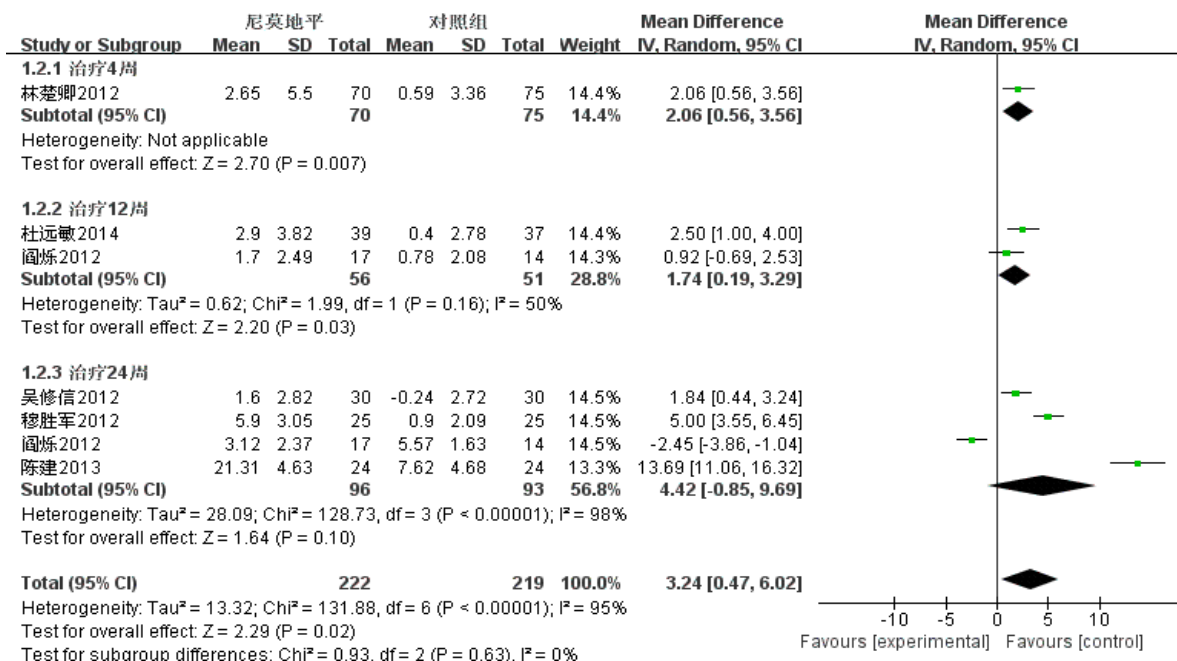 尼莫地平 对照组 Mean Difference Mean Difference
Study or Subgroup Mean SD Total Mean SD Total Weight IV, Random, 95% CI IV, Random, 95% CI
1.2.1 治疗4周
林楚卿2012 2.65 5.5 70 0.59 3.36 75 14.4% 2.06 [0.56, 3.56]
Subtotal (95% CI) 70 75 14.4% 2.06 [0.56, 3.56]
Heterogeneity: Not applicable
Test for overall effect: Z = 2.70 (P = 0.007)
1.2.2 治疗12周
杜远敏2014 2.9 3.82 39 0.4 2.78 37 14.4% 2.50 [1.00, 4.00]
阎烁2012 1.7 2.49 17 0.78 2.08 14 14.3% 0.92 [-0.69, 2.53]
Subtotal (95% CI) 56 51 28.8% 1.74 [0.19, 3.29]
Heterogeneity: Tau² = 0.62; Chi² = 1.99, df = 1 (P = 0.16); I² = 50%
Test for overall effect: Z = 2.20 (P = 0.03)
1.2.3 治疗24周
吴修信2012 1.6 2.82 30 -0.24 2.72 30 14.5% 1.84 [0.44, 3.24]
穆胜军2012 5.9 3.05 25 0.9 2.09 25 14.5% 5.00 [3.55, 6.45]
阎烁2012 3.12 2.37 17 5.57 1.63 14 14.5% -2.45 [-3.86, -1.04]
陈建2013 21.31 4.63 24 7.62 4.68 24 13.3% 13.69 [11.06, 16.32]
Subtotal (95% CI) 96 93 56.8% 4.42 [-0.85, 9.69]
Heterogeneity: Tau² = 28.09; Chi² = 128.73, df = 3 (P < 0.00001); I² = 98%
Test for overall effect: Z = 1.64 (P = 0.10)
Total (95% CI) 222 219 100.0% 3.24 [0.47, 6.02]
Heterogeneity: Tau² = 13.32; Chi² = 131.88, df = 6 (P < 0.00001); I² = 95%
Test for overall effect: Z = 2.29 (P = 0.02)
Test for subgroup differences: Chi² = 0.93, df = 2 (P = 0.63), I² = 0%
-10 -5 0 5 10
Favours [experimental] Favours [control]